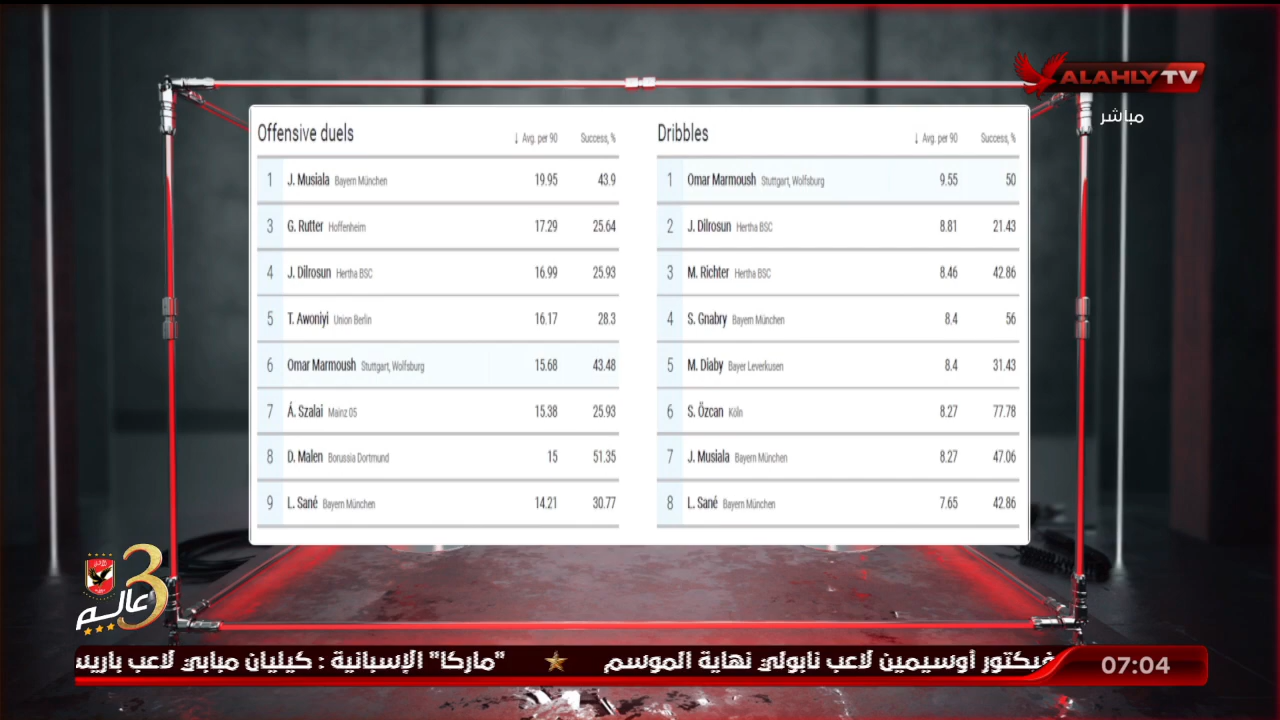 ALAHLY TV
مباشر
Offensive duels ↓ Avg. per 90 Success, %
1 J. Musiala Bayern München 19.95 43.9
3 G. Rutter Hoffenheim 17.29 25.64
4 J. Dilrosun Hertha BSC 16.99 25.93
5 T. Awoniyi Union Berlin 16.17 28.3
6 Omar Marmoush Stuttgart, Wolfsburg 15.68 43.48
7 Á. Szalai Mainz 05 15.38 25.93
8 D. Malen Borussia Dortmund 15 51.35
9 L. Sané Bayern München 14.21 30.77
Dribbles ↓ Avg. per 90 Success, %
1 Omar Marmoush Stuttgart, Wolfsburg 9.55 50
2 J. Dilrosun Hertha BSC 8.81 21.43
3 M. Richter Hertha BSC 8.46 42.86
4 S. Gnabry Bayern München 8.4 56
5 M. Diaby Bayer Leverkusen 8.4 31.43
6 S. Özcan Köln 8.27 77.78
7 J. Musiala Bayern München 8.27 47.06
8 L. Sané Bayern München 7.65 42.86
3
عالم
فيكتور أوسيمين لاعب نابولي نهاية الموسم ★ "ماركا" الإسبانية : كيليان مبابي لاعب باريس
07:04